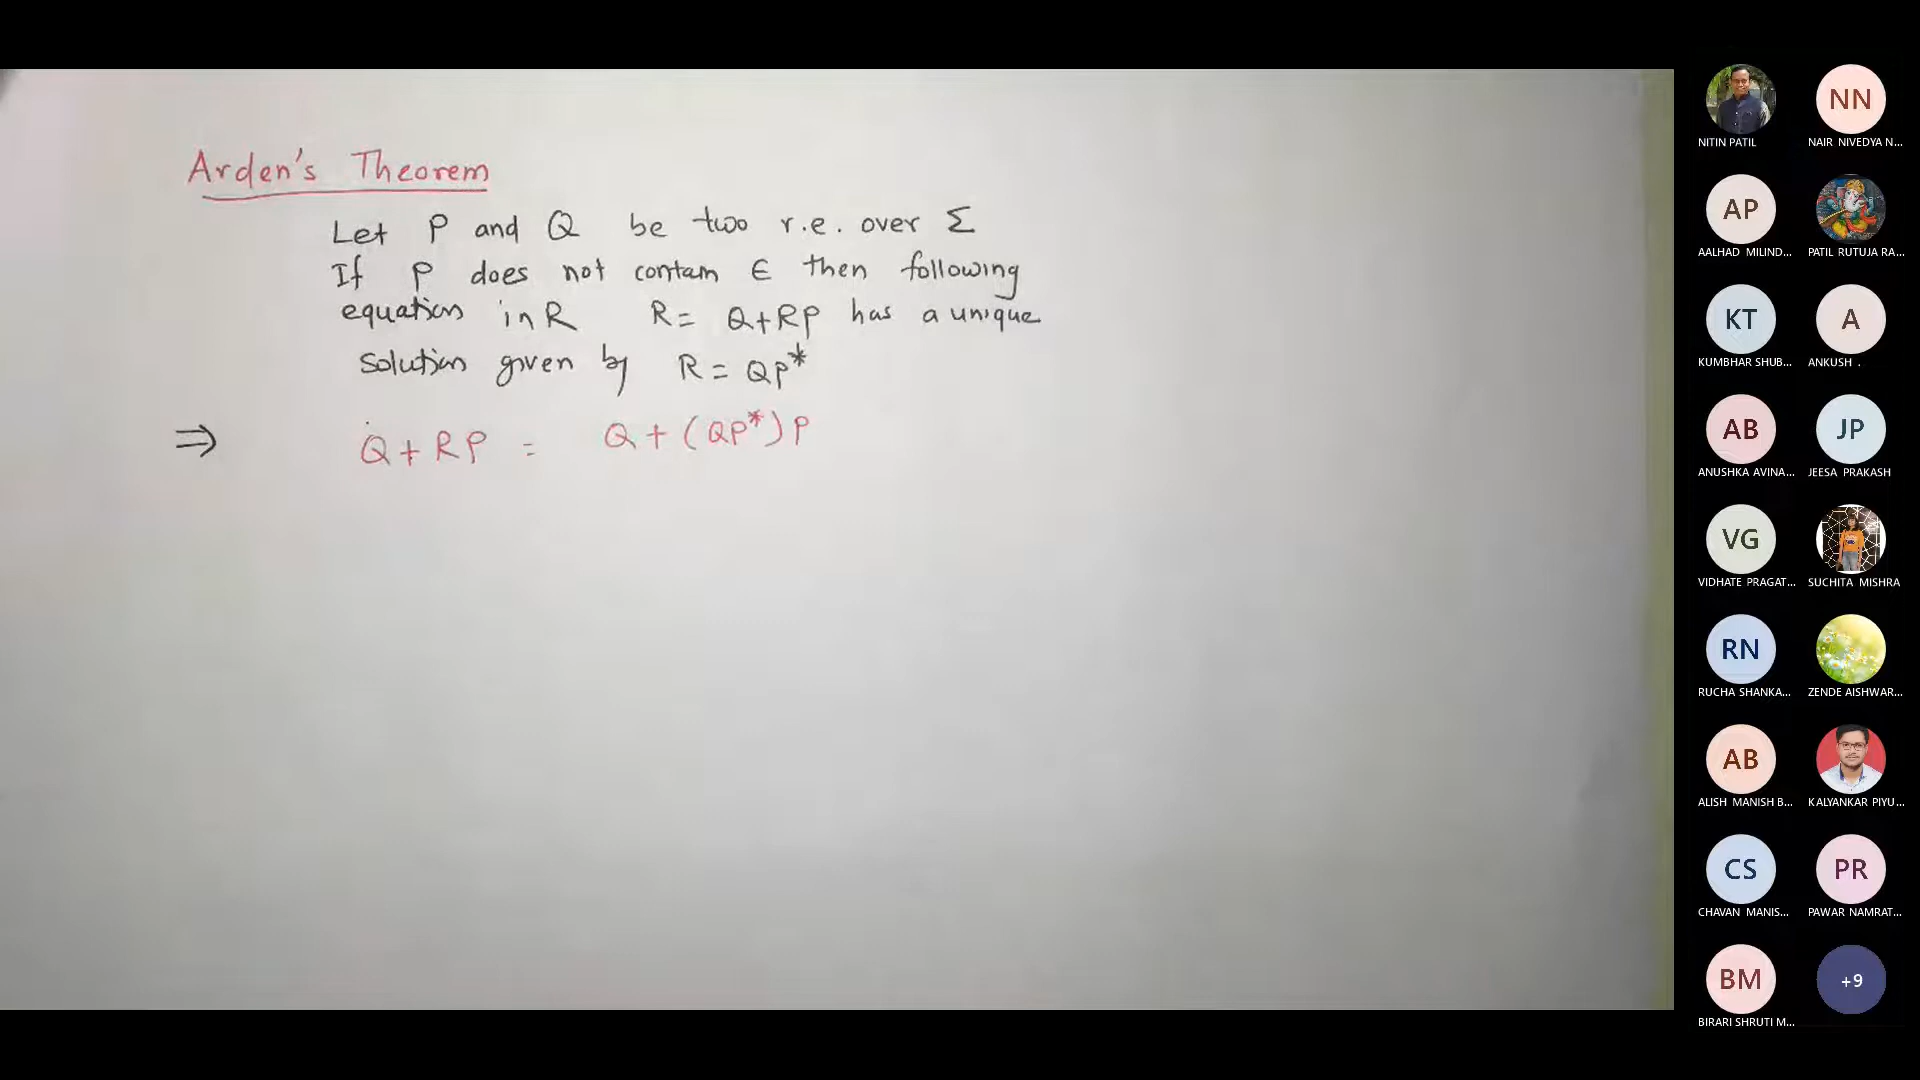 Arden's Theorem
Let P and Q be two r.e. over Σ
If P does not contain ϵ then following
equation in R R = Q+RP has a unique
Solution given by R = QP*
⇒ Q + RP = Q + (QP*) P
NITIN PATIL
NN
NAIR NIVEDYA N...
AP
AALHAD MILIND...
PATIL RUTUJA RA...
KT
KUMBHAR SHUB...
A
ANKUSH .
AB
ANUSHKA AVINA...
JP
JEESA PRAKASH
VG
VIDHATE PRAGAT...
SUCHITA MISHRA
RN
RUCHA SHANKA...
ZENDE AISHWAR...
AB
ALISH MANISH B...
KALYANKAR PIYU...
CS
CHAVAN MANIS...
PR
PAWAR NAMRAT...
BM
BIRARI SHRUTI M...
+9